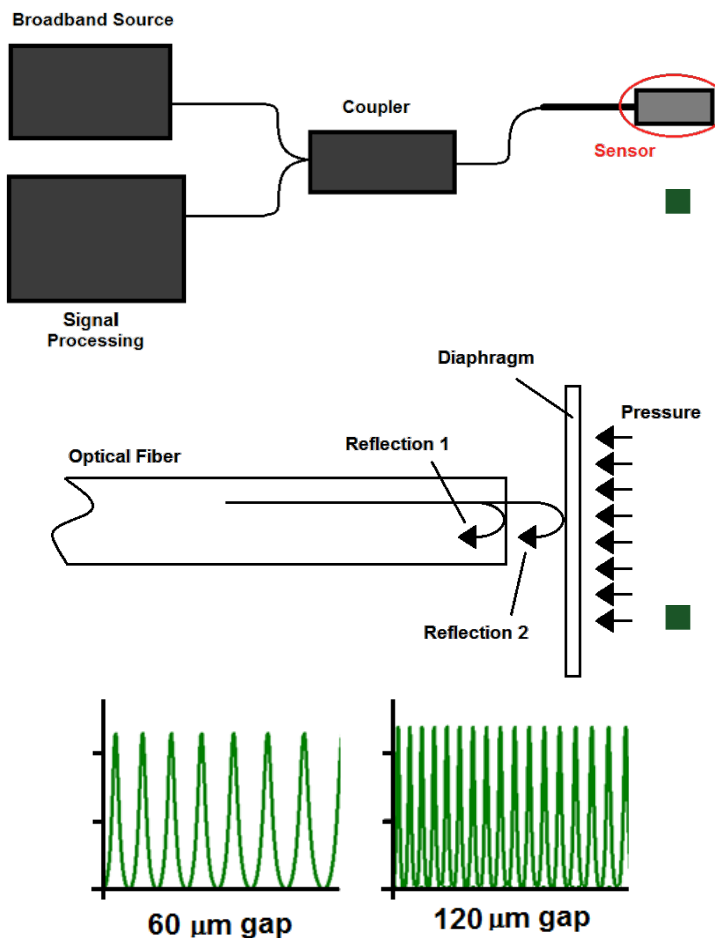 Broadband Source
Coupler
Sensor
Signal
Processing
Diaphragm
Pressure
Reflection 1
Optical Fiber
Reflection 2
60 μm gap
120 μm gap